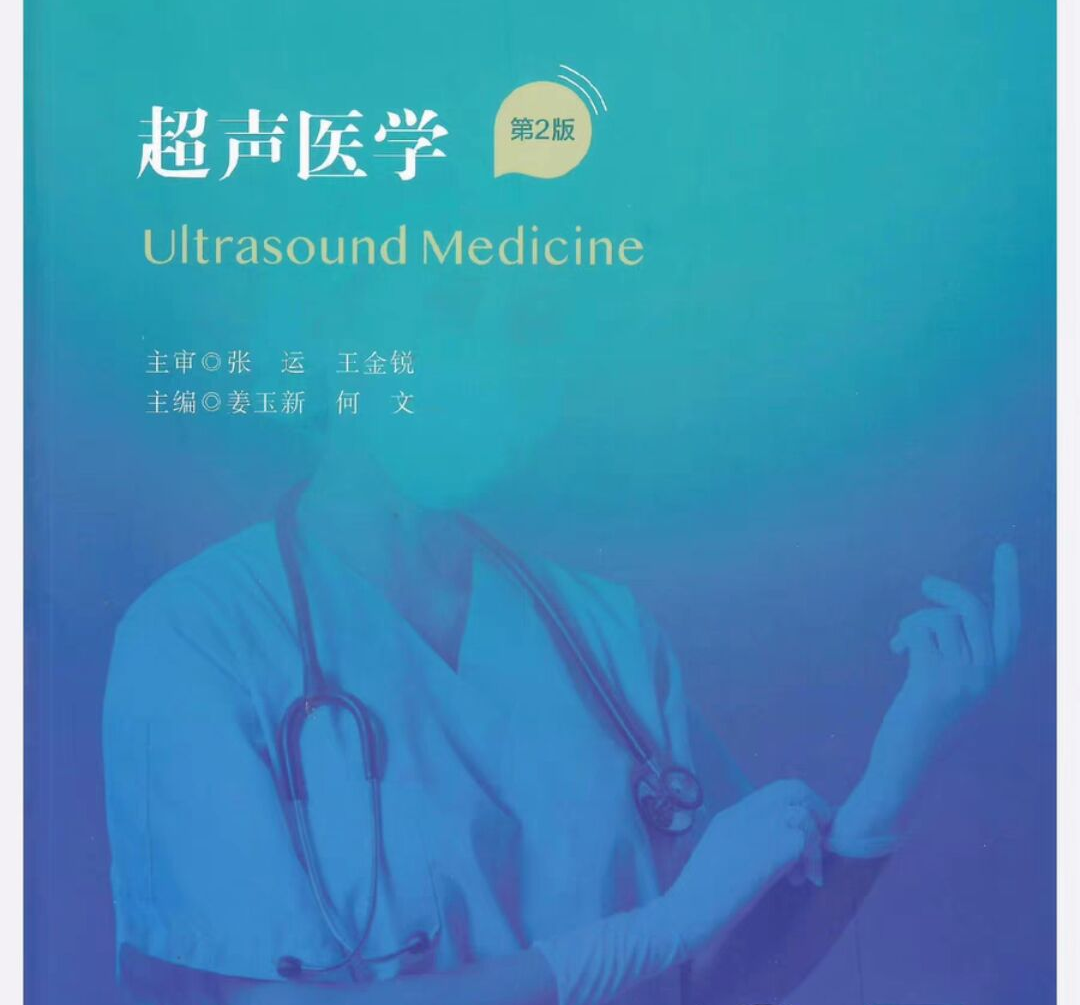 超声医学
第2版
Ultrasound Medicine
主审◎张 运 王金锐
主编◎姜玉新 何 文